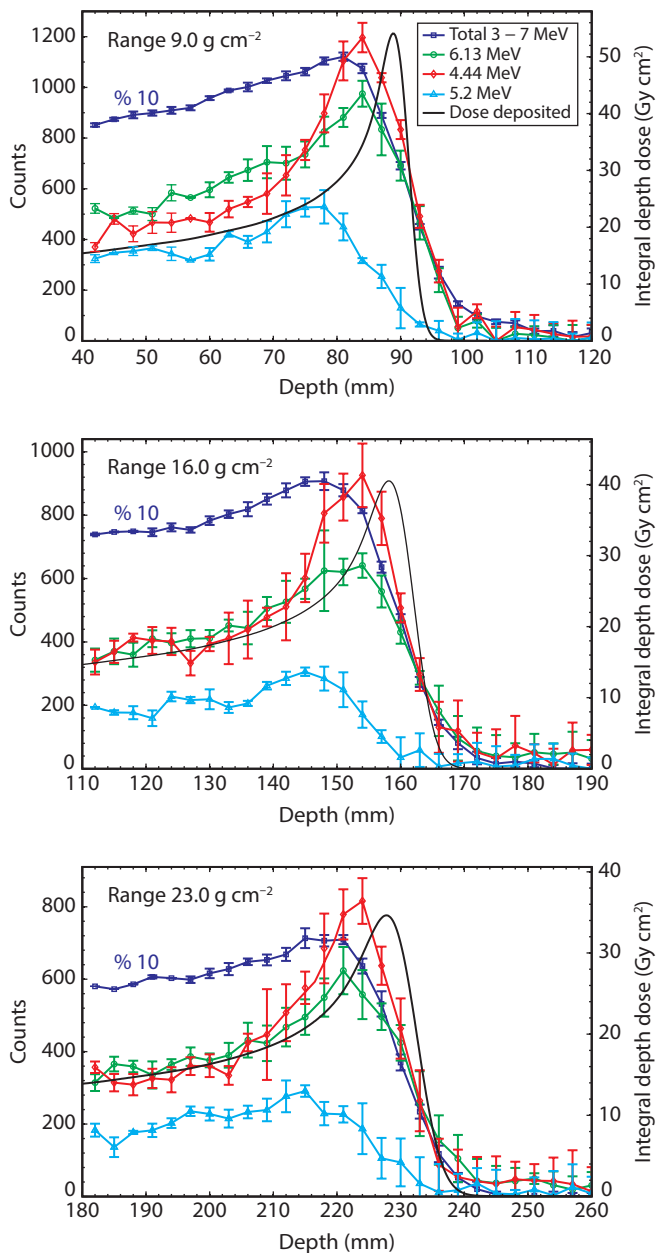 Range 9.0 g cm⁻²
% 10
Total 3 – 7 MeV
6.13 MeV
4.44 MeV
5.2 MeV
Dose deposited
Counts
0 200 400 600 800 1000 1200
Integral depth dose (Gy cm²)
0 10 20 30 40 50
40 50 60 70 80 90 100 110 120
Depth (mm)
Range 16.0 g cm⁻²
% 10
Counts
0 200 400 600 800 1000
Integral depth dose (Gy cm²)
0 10 20 30 40
110 120 130 140 150 160 170 180 190
Depth (mm)
Range 23.0 g cm⁻²
% 10
Counts
0 200 400 600 800
Integral depth dose (Gy cm²)
0 10 20 30 40
180 190 200 210 220 230 240 250 260
Depth (mm)